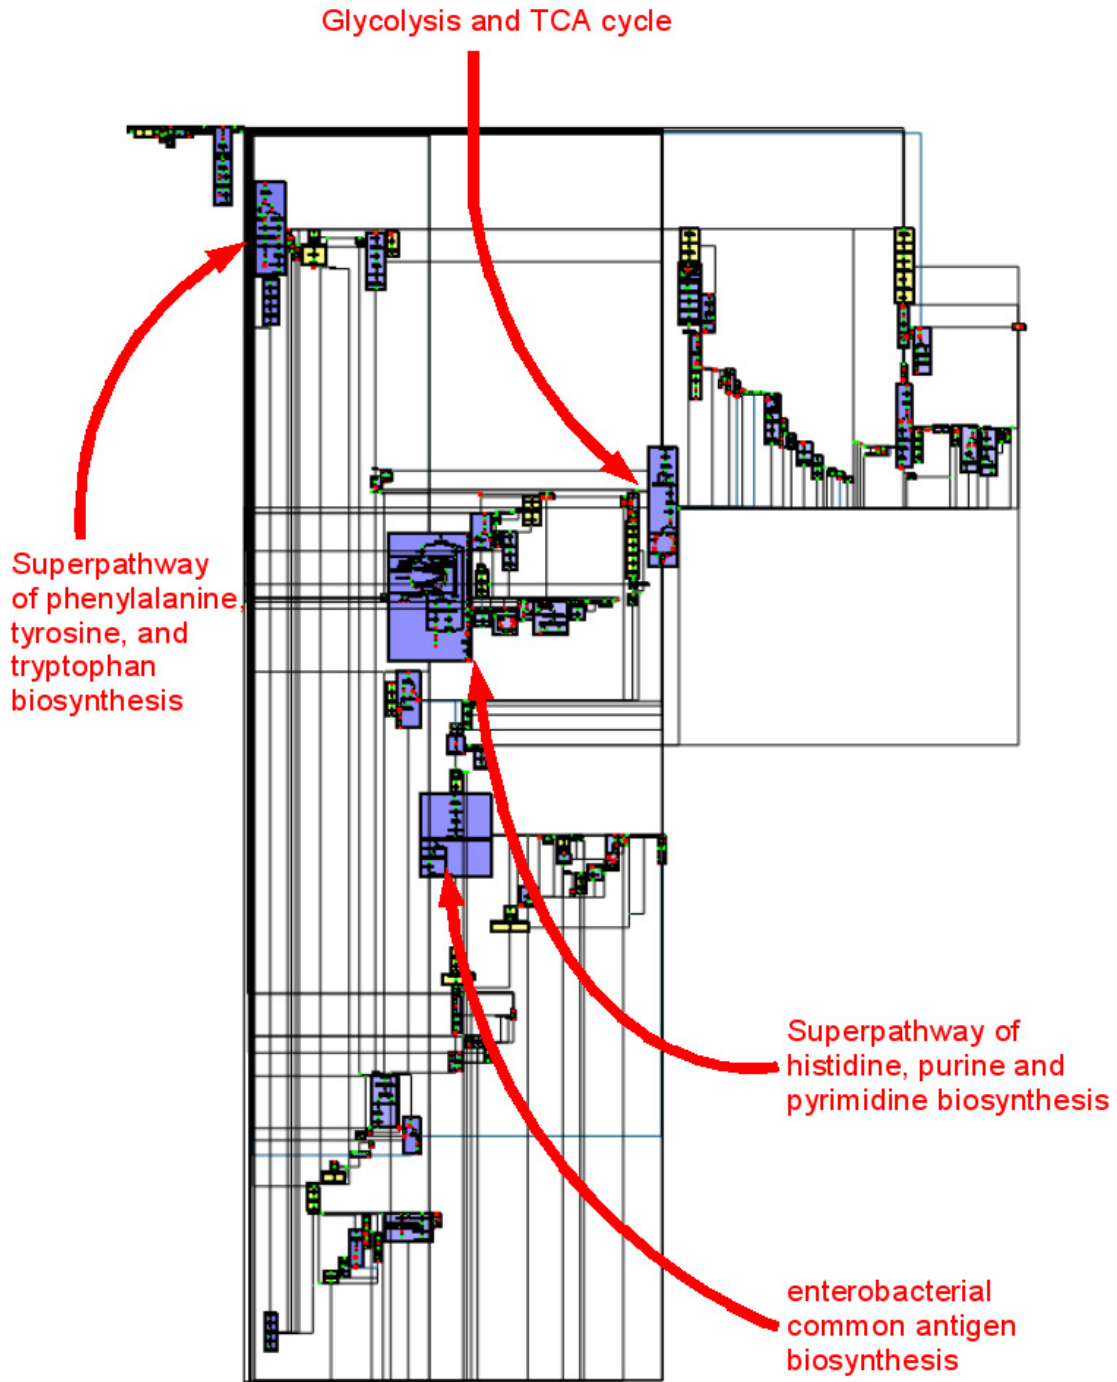 Glycolysis and TCA cycle
Superpathway
of phenylalanine,
tyrosine, and
tryptophan
biosynthesis
Superpathway of
histidine, purine and
pyrimidine biosynthesis
enterobacterial
common antigen
biosynthesis